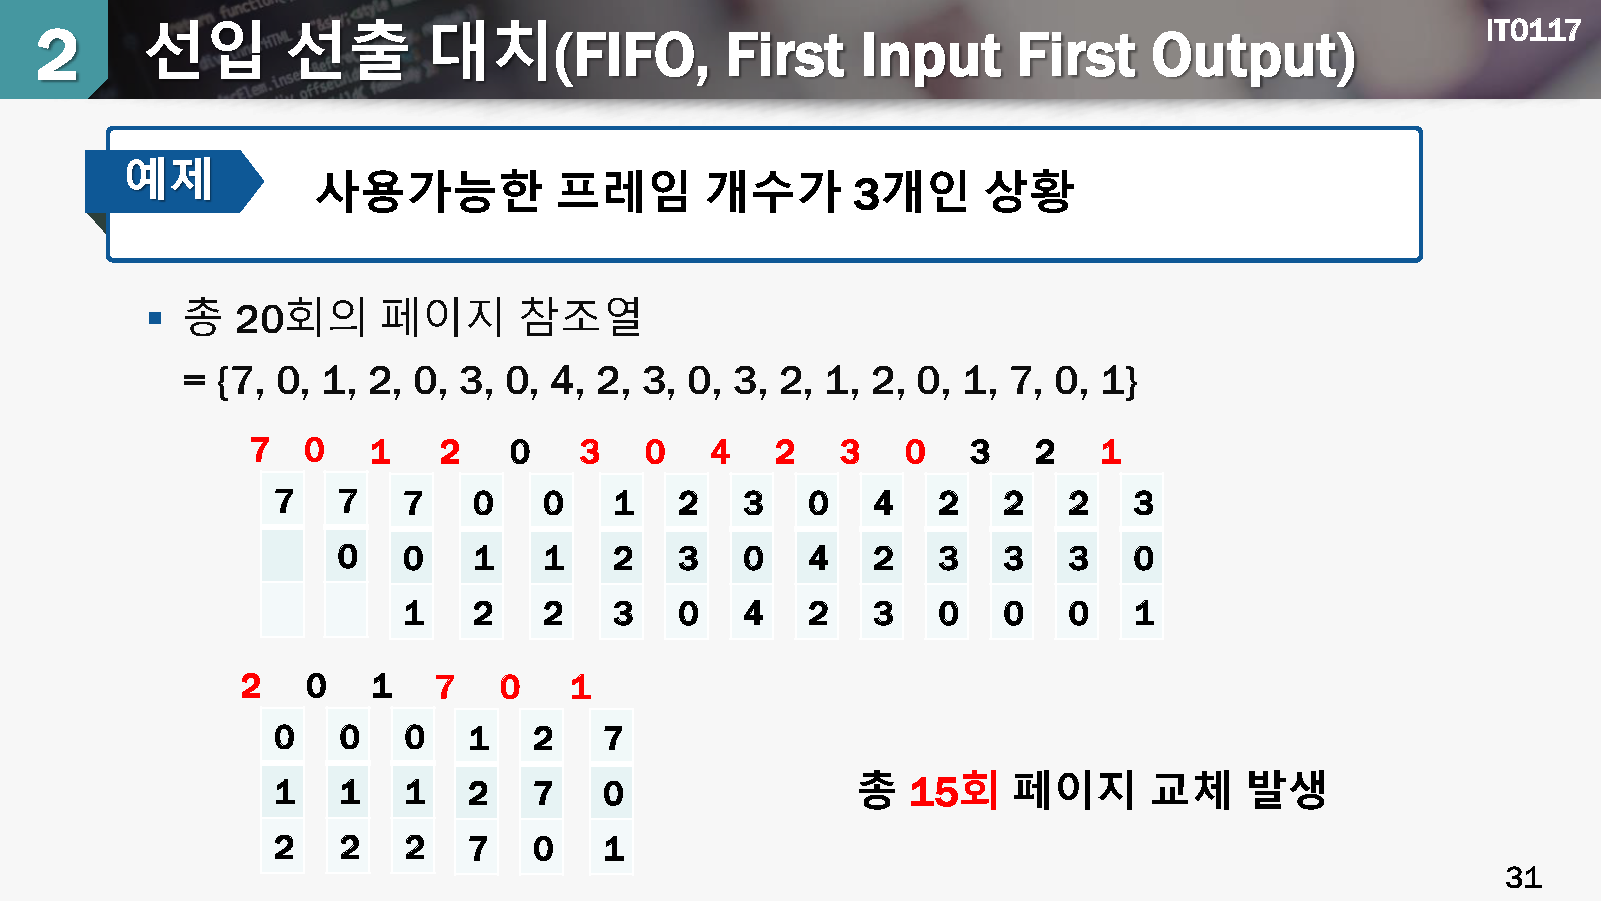 2
선입 선출 대치(FIFO, First Input First Output)
IT0117
예제
사용가능한 프레임 개수가 3개인 상황
▪ 총 20회의 페이지 참조열
= {7, 0, 1, 2, 0, 3, 0, 4, 2, 3, 0, 3, 2, 1, 2, 0, 1, 7, 0, 1}
7 0 1 2 0 3 0 4 2 3 0 3 2 1
7 7 7 0 0 1 2 3 0 4 2 2 2 3
0 0 1 1 2 3 0 4 2 3 3 3 0
1 2 2 3 0 4 2 3 0 0 0 1
2 0 1 7 0 1
0 0 0 1 2 7
1 1 1 2 7 0
2 2 2 7 0 1
총 15회 페이지 교체 발생
31